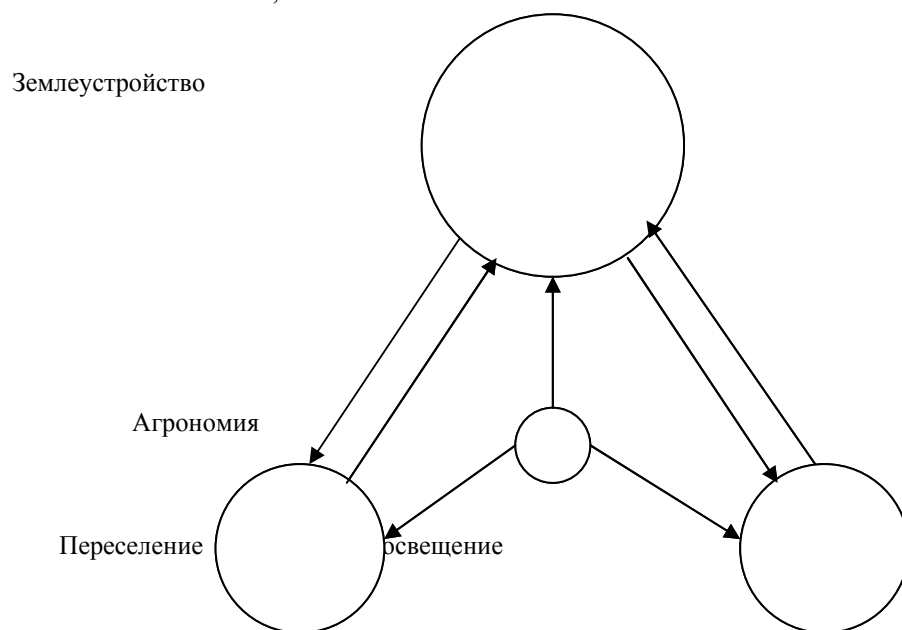 Землеустройство
Агрономия
Переселение освещение